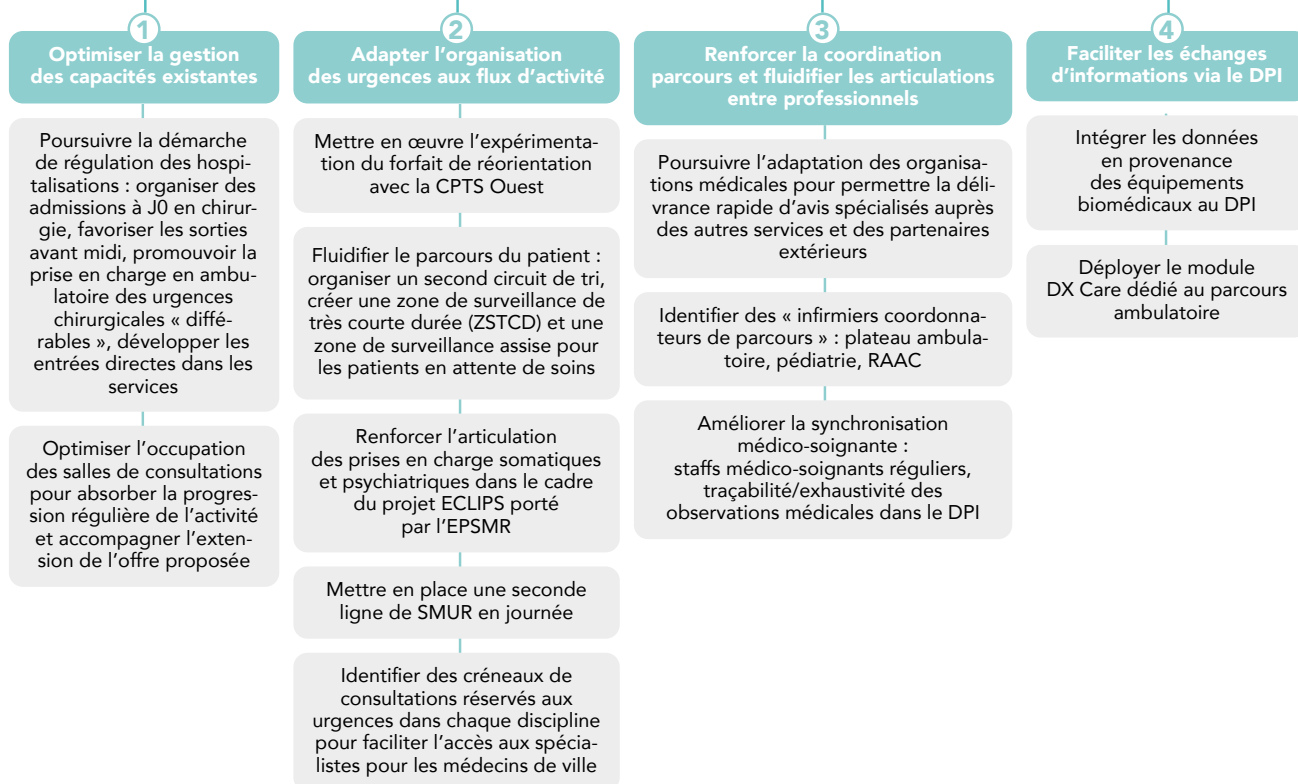 1
Optimiser la gestion
des capacités existantes
Poursuivre la démarche
de régulation des hospi-
talisations : organiser des
admissions à J0 en chirur-
gie, favoriser les sorties
avant midi, promouvoir la
prise en charge en ambu-
latoire des urgences
chirurgicales « diffé-
rables », développer les
entrées directes dans les
services
Optimiser l'occupation
des salles de consultations
pour absorber la progres-
sion régulière de l'activité
et accompagner l'exten-
sion de l'offre proposée
2
Adapter l'organisation
des urgences aux flux d'activité
Mettre en œuvre l'expérimenta-
tion du forfait de réorientation
avec la CPTS Ouest
Fluidifier le parcours du patient :
organiser un second circuit de tri,
créer une zone de surveillance de
très courte durée (ZSTCD) et une
zone de surveillance assise pour
les patients en attente de soins
Renforcer l'articulation
des prises en charge somatiques
et psychiatriques dans le cadre
du projet ECLIPS porté
par l'EPSMR
Mettre en place une seconde
ligne de SMUR en journée
Identifier des créneaux de
consultations réservés aux
urgences dans chaque discipline
pour faciliter l'accès aux spécia-
listes pour les médecins de ville
3
Renforcer la coordination
parcours et fluidifier les articulations
entre professionnels
Poursuivre l'adaptation des organisa-
tions médicales pour permettre la déli-
vrance rapide d'avis spécialisés auprès
des autres services et des partenaires
extérieurs
Identifier des « infirmiers coordonna-
teurs de parcours » : plateau ambula-
toire, pédiatrie, RAAC
Améliorer la synchronisation
médico-soignante :
staffs médico-soignants réguliers,
traçabilité/exhaustivité des
observations médicales dans le DPI
4
Faciliter les échanges
d'informations via le DPI
Intégrer les données
en provenance
des équipements
biomédicaux au DPI
Déployer le module
DX Care dédié au parcours
ambulatoire